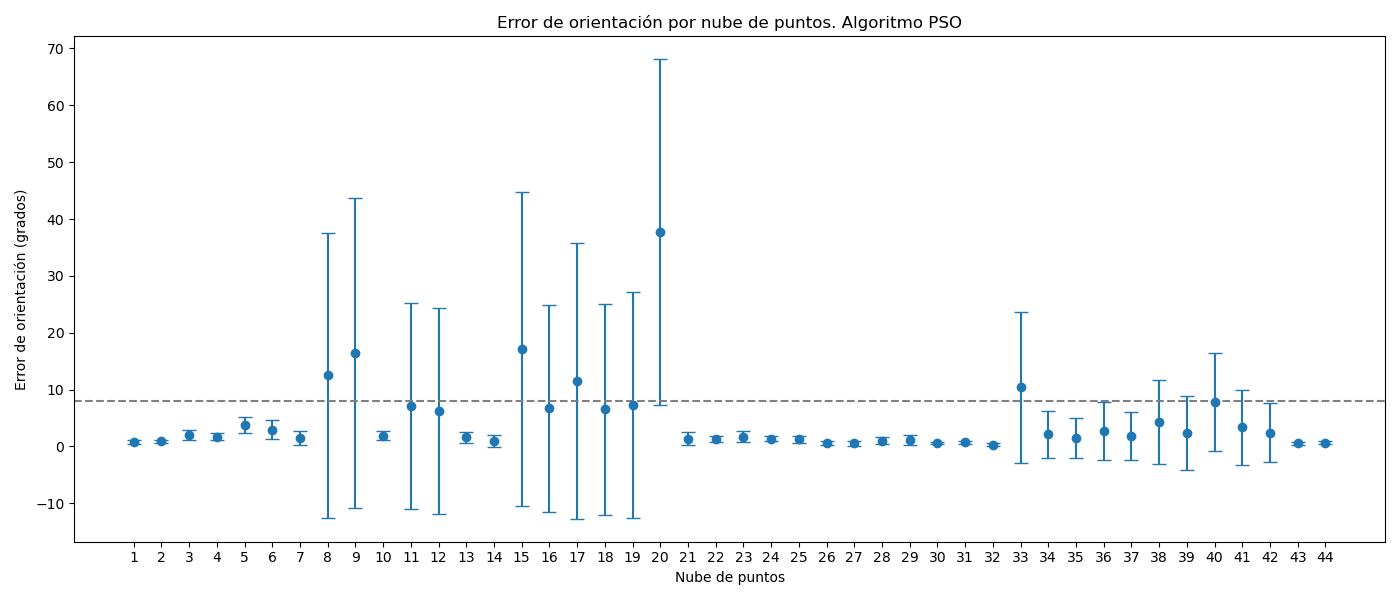 Error de orientación por nube de puntos. Algoritmo PSO
Error de orientación (grados)
70
60
50
40
30
20
10
0
−10
1 2 3 4 5 6 7 8 9 10 11 12 13 14 15 16 17 18 19 20 21 22 23 24 25 26 27 28 29 30 31 32 33 34 35 36 37 38 39 40 41 42 43 44
Nube de puntos